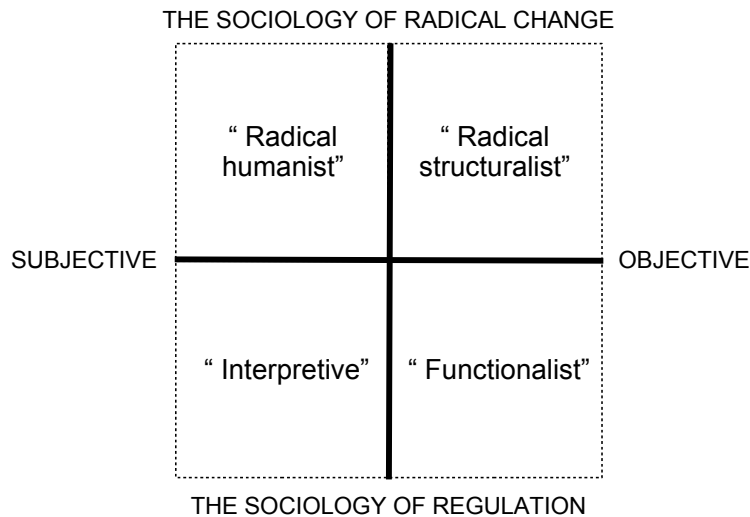 THE SOCIOLOGY OF RADICAL CHANGE
“ Radical
humanist”
“ Radical
structuralist”
SUBJECTIVE
OBJECTIVE
“ Interpretive”
“ Functionalist”
THE SOCIOLOGY OF REGULATION